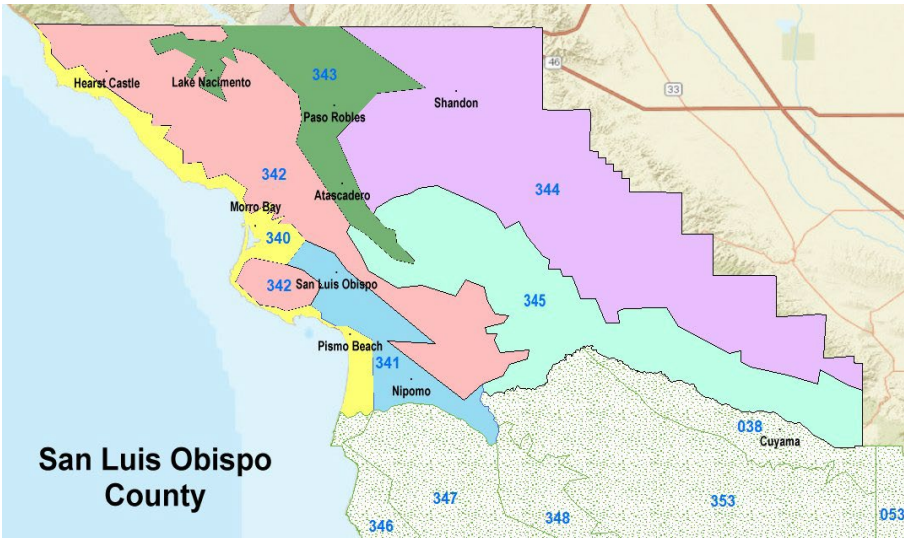 46
33
343
Hearst Castle
Lake Nacimento
Shandon
Paso Robles
342
344
Atascadero
Morro Bay
340
342
San Luis Obispo
345
Pismo Beach
341
Nipomo
038
Cuyama
San Luis Obispo
County
347
353
346
348
053